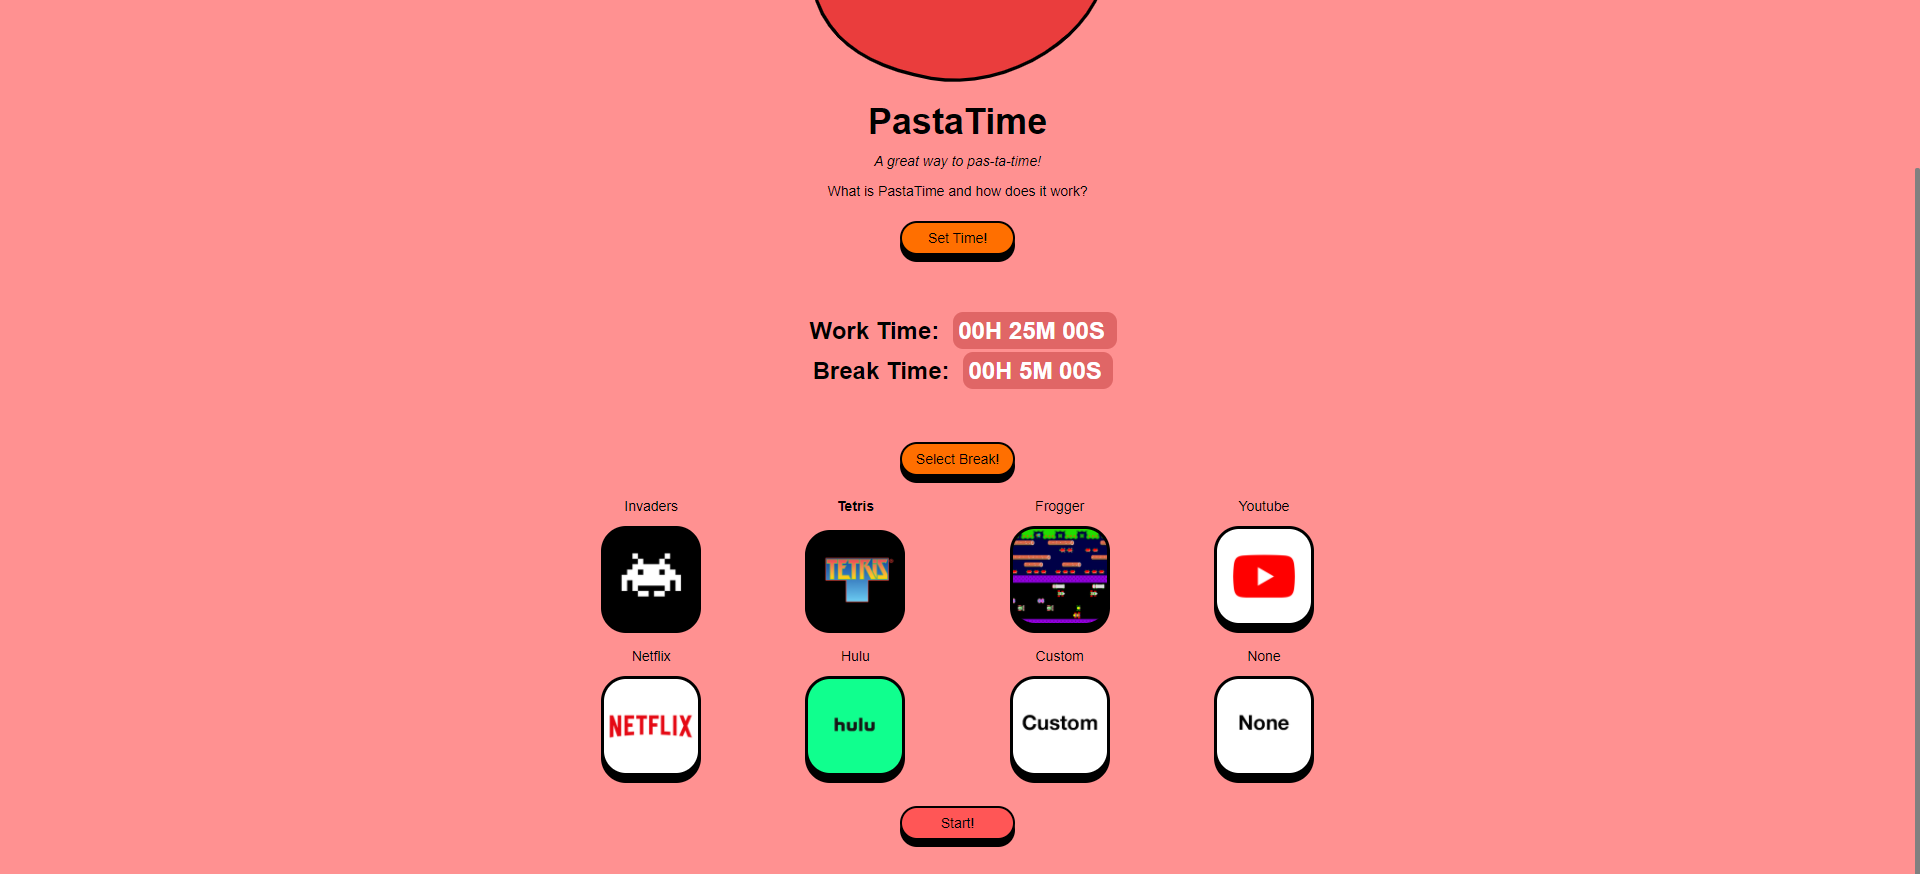 PastaTime
A great way to pas-ta-time!
What is PastaTime and how does it work?
Set Time!
Work Time: 00H 25M 00S
Break Time: 00H 5M 00S
Select Break!
Invaders Tetris Frogger Youtube
TETRIS
Netflix Hulu Custom None
NETFLIX hulu Custom None
Start!